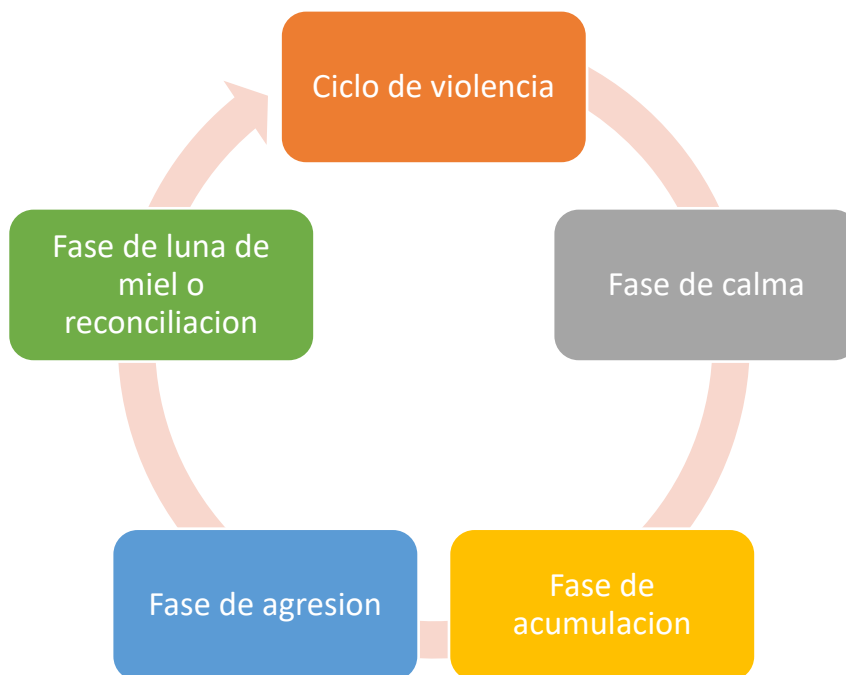 Ciclo de violencia
Fase de calma
Fase de
acumulacion
Fase de agresion
Fase de luna de
miel o
reconciliacion